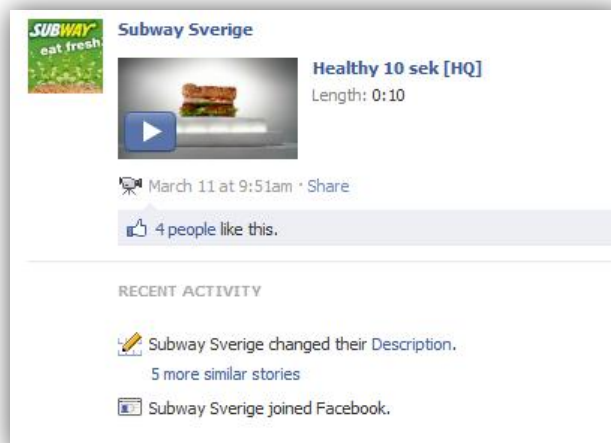 SUBWAY
eat fresh.
Subway Sverige
Healthy 10 sek [HQ]
Length: 0:10
March 11 at 9:51am · Share
4 people like this.
RECENT ACTIVITY
Subway Sverige changed their Description.
5 more similar stories
Subway Sverige joined Facebook.